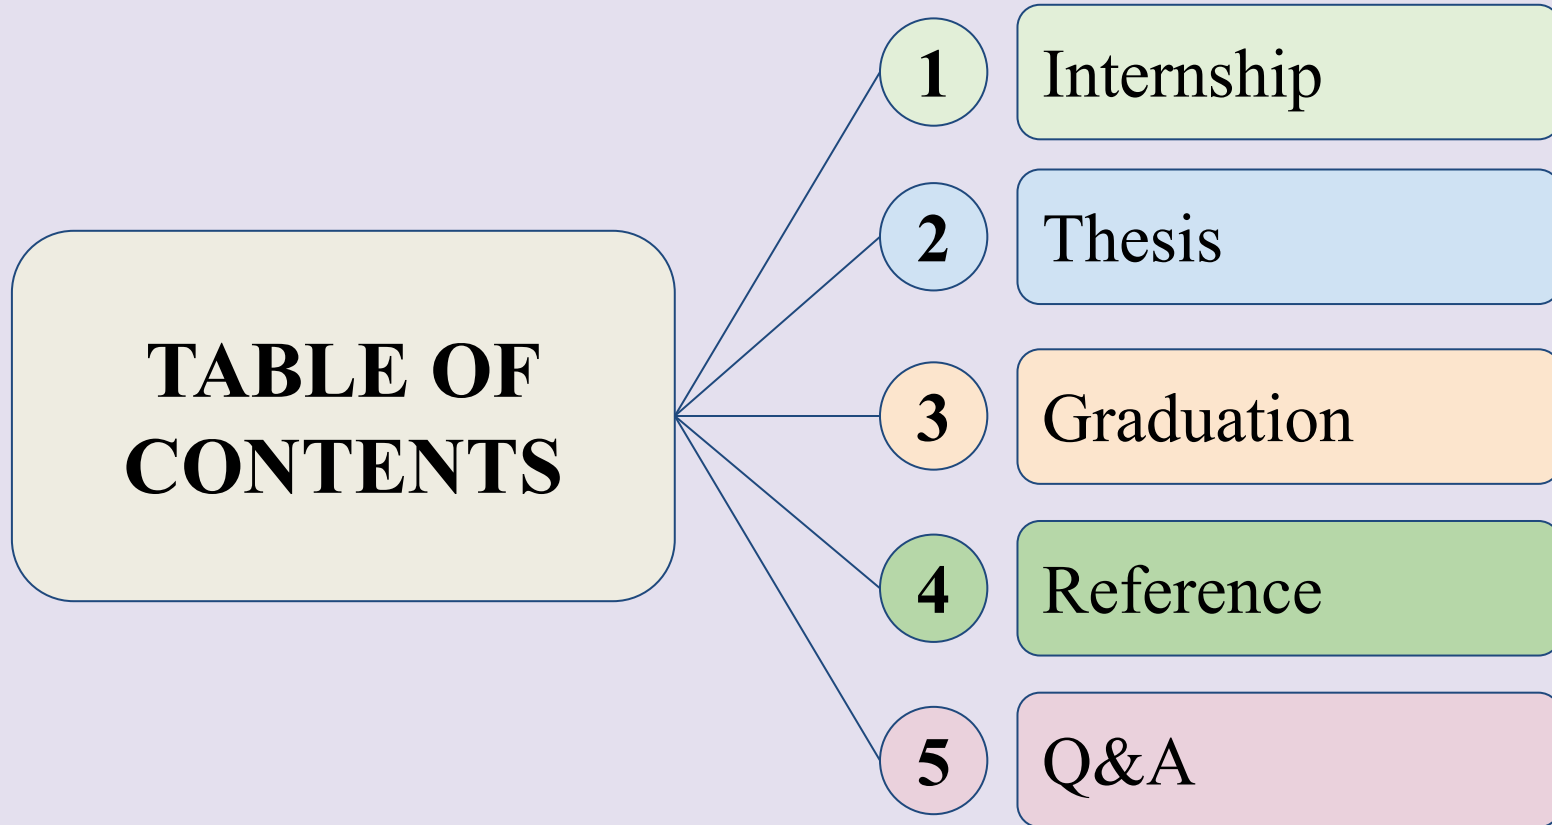 TABLE OF
CONTENTS
1 Internship
2 Thesis
3 Graduation
4 Reference
5 Q&A